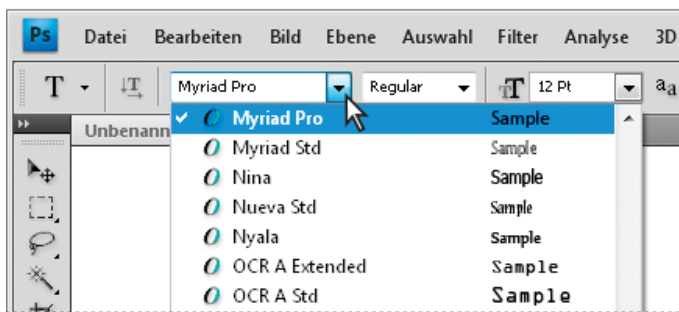 Ps Datei Bearbeiten Bild Ebene Auswahl Filter Analyse 3D
T T Myriad Pro Regular T 12 Pt aa
Unbenann
Myriad Pro Sample
Myriad Std Sample
Nina Sample
Nueva Std Sample
Nyala Sample
OCR A Extended Sample
OCR A Std Sample